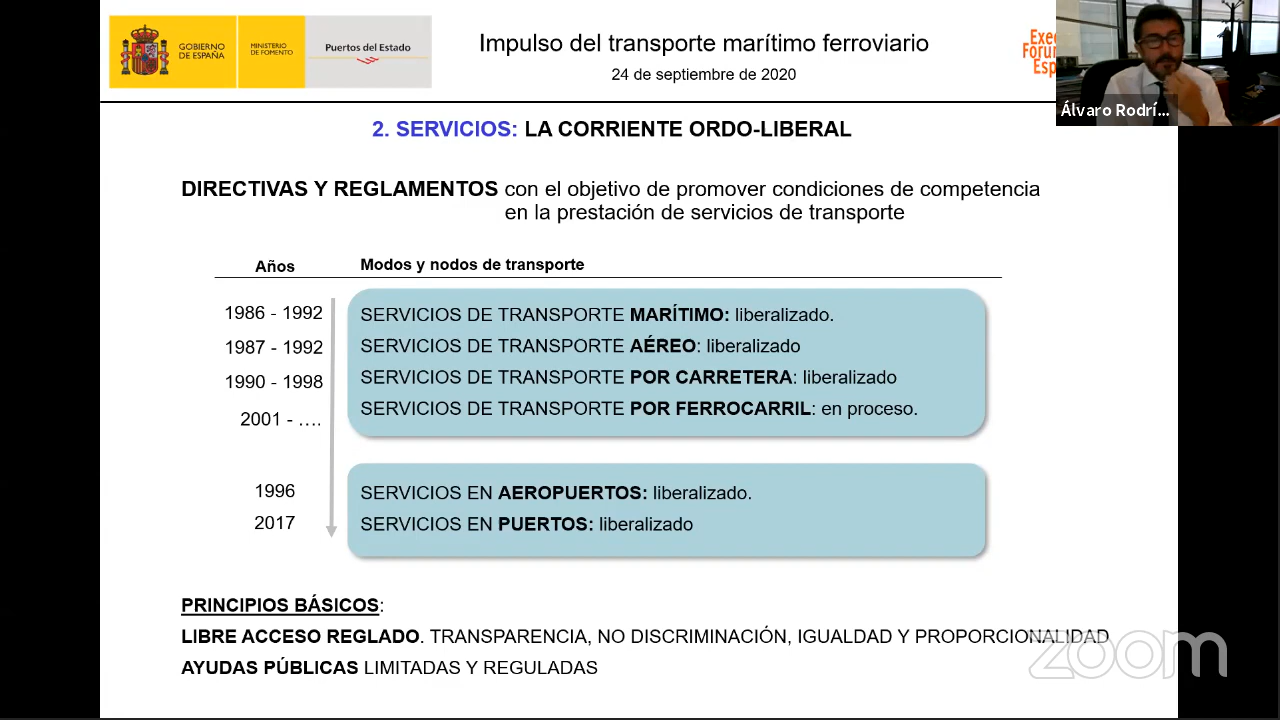 GOBIERNO
DE ESPAÑA
MINISTERIO
DE FOMENTO
Puertos del Estado
Impulso del transporte marítimo ferroviario
24 de septiembre de 2020
Álvaro Rodrí...
2. SERVICIOS: LA CORRIENTE ORDO-LIBERAL
DIRECTIVAS Y REGLAMENTOS con el objetivo de promover condiciones de competencia
en la prestación de servicios de transporte
Años Modos y nodos de transporte
1986 - 1992 SERVICIOS DE TRANSPORTE MARÍTIMO: liberalizado.
1987 - 1992 SERVICIOS DE TRANSPORTE AÉREO: liberalizado
1990 - 1998 SERVICIOS DE TRANSPORTE POR CARRETERA: liberalizado
2001 - .... SERVICIOS DE TRANSPORTE POR FERROCARRIL: en proceso.
1996 SERVICIOS EN AEROPUERTOS: liberalizado.
2017 SERVICIOS EN PUERTOS: liberalizado
PRINCIPIOS BÁSICOS:
LIBRE ACCESO REGLADO. TRANSPARENCIA, NO DISCRIMINACIÓN, IGUALDAD Y PROPORCIONALIDAD
AYUDAS PÚBLICAS LIMITADAS Y REGULADAS
zoom